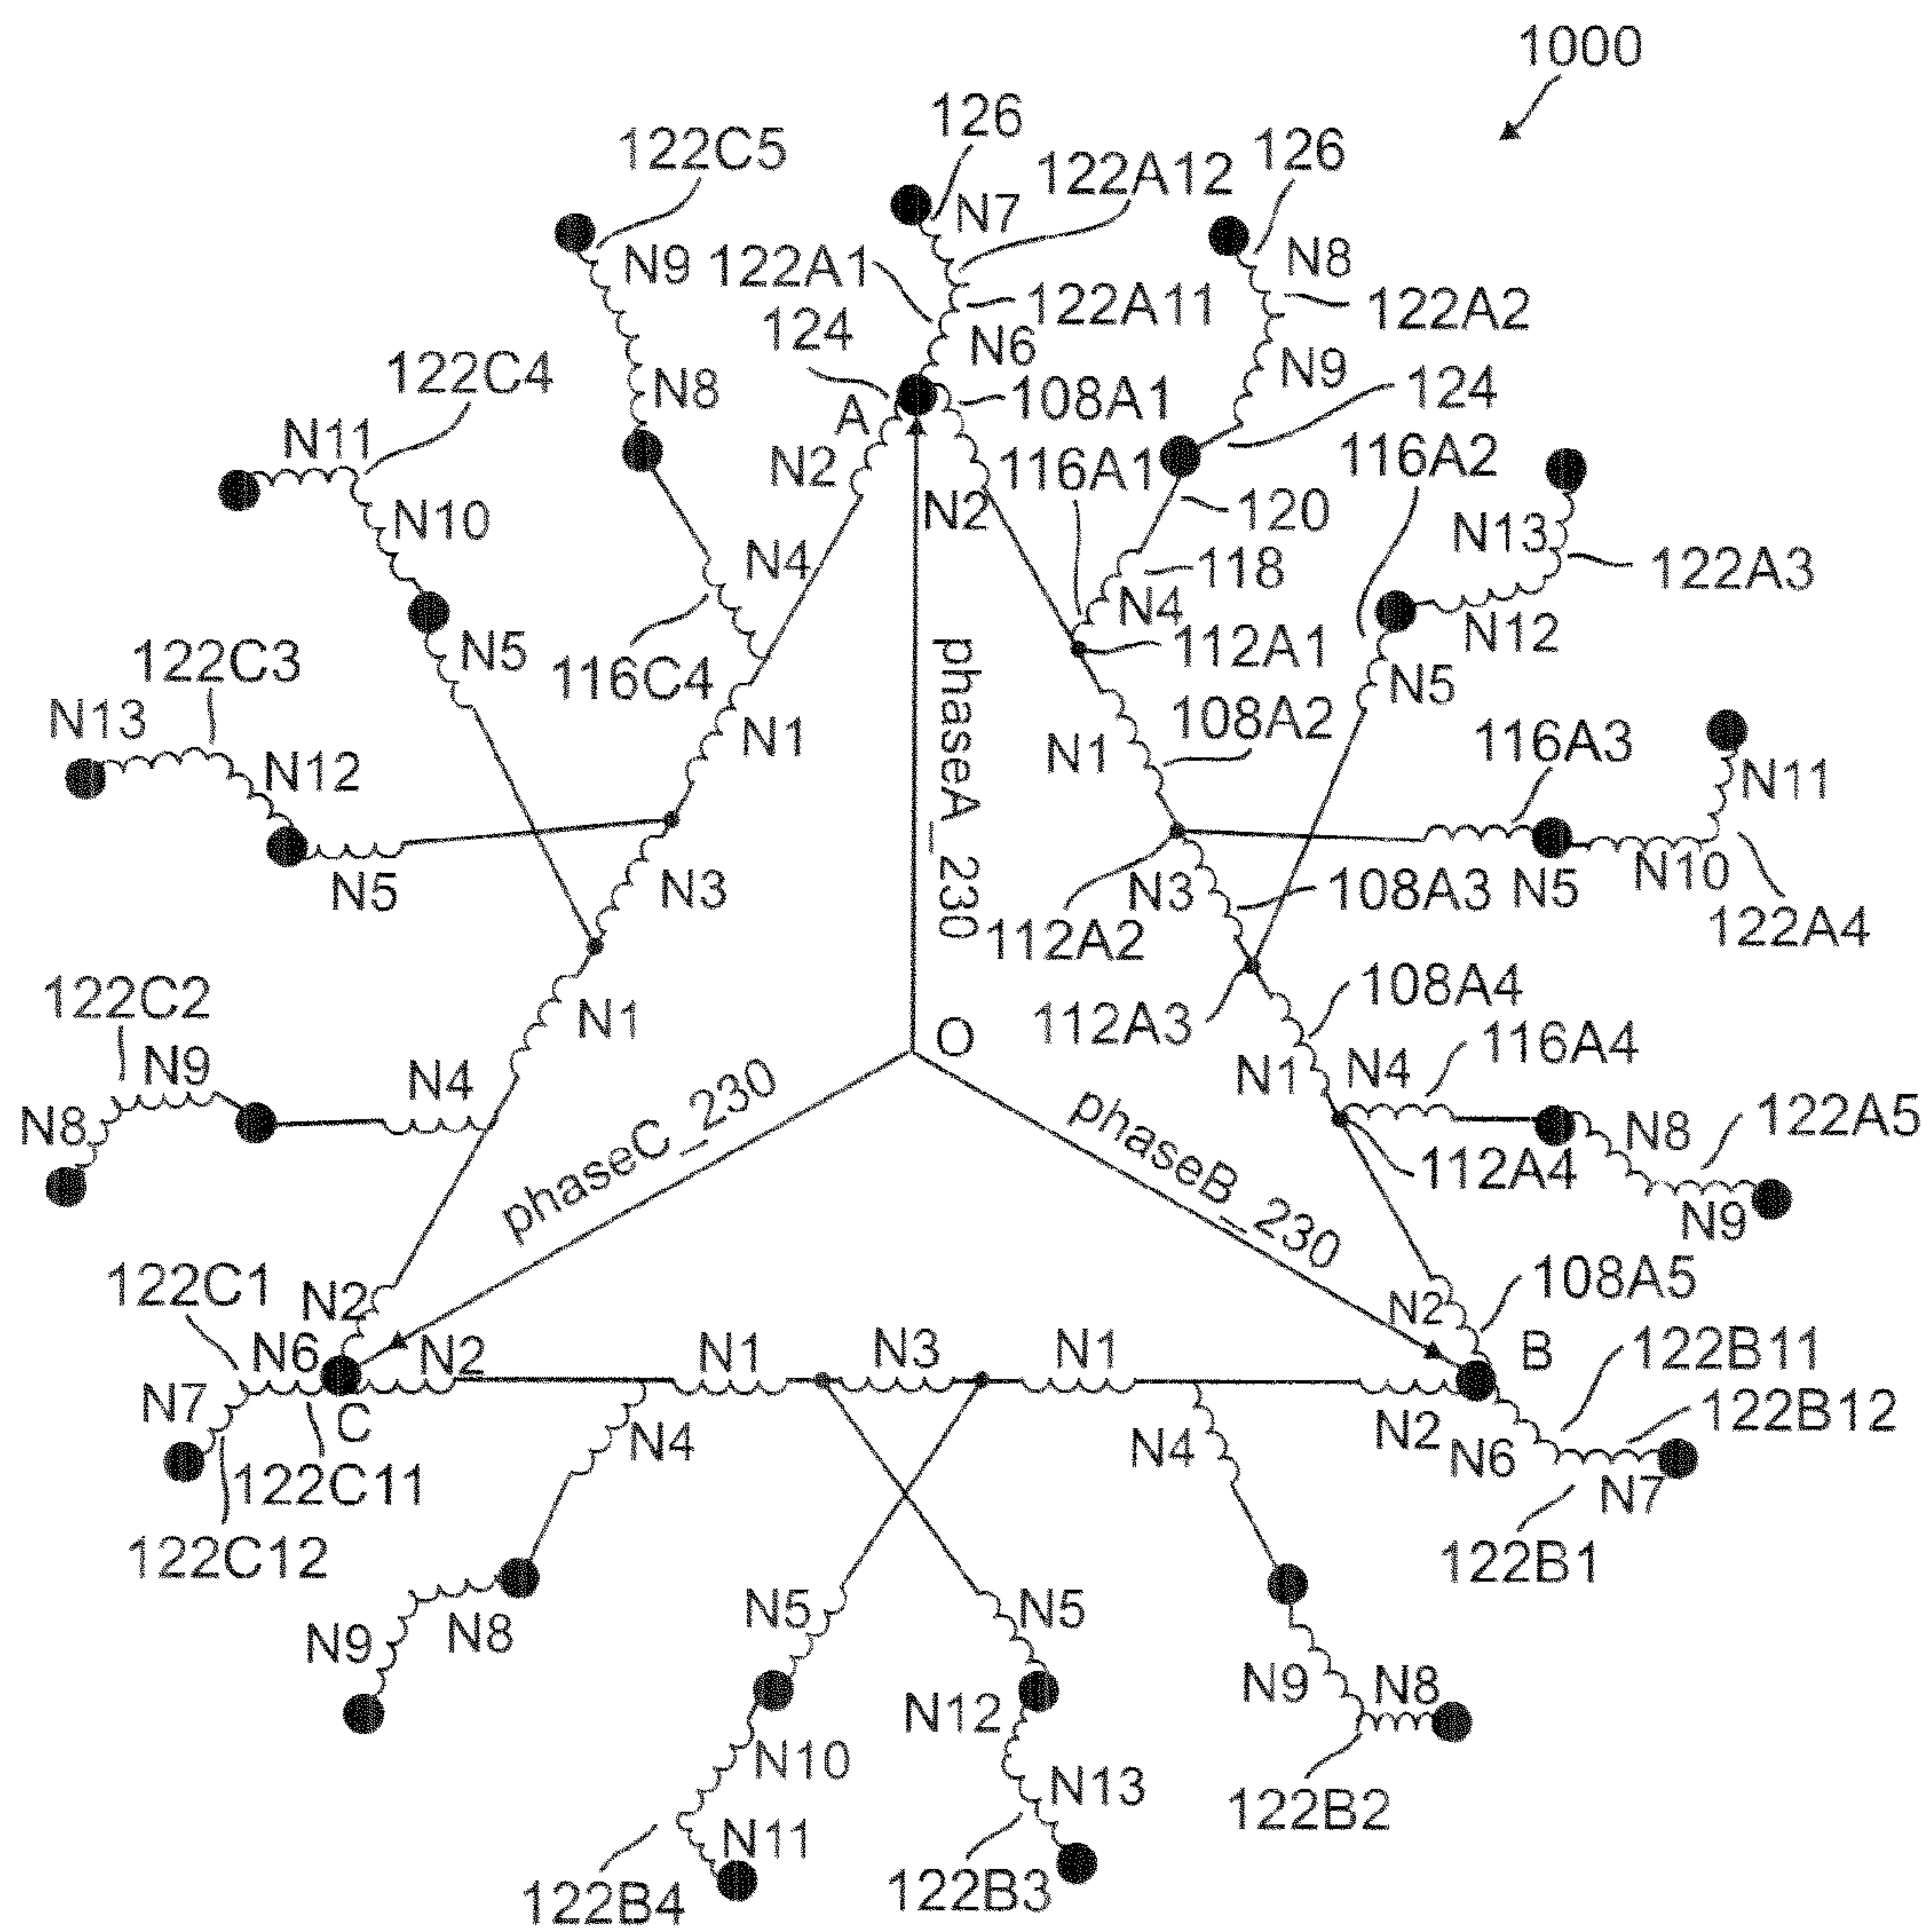 1000
126
122C5
122A12
126
N7
N8
N9
122A1
122A11
122A2
124
N6
N9
122C4
N8
108A1
124
A
N11
N2
116A1
116A2
N10
N2
120
N13
N4
118
122A3
N4
N12
122C3
N5
116C4
112A1
N5
N13
N12
N1
phaseA_230
N1
108A2
116A3
N11
N5
N3
N3
108A3
N5
N10
112A2
122A4
122C2
N1
O
112A3
108A4
116A4
N9
N4
N1
N4
N8
phaseC_230
phaseB_230
N8
122A5
112A4
N9
122C1
N2
N2
108A5
N6
N2
N1
N3
N1
B
122B11
N7
C
N4
N4
N2
N6
122B12
122C11
N7
122C12
122B1
N5
N5
N9
N8
N12
N9
N8
N10
N13
122B2
N11
122B4
122B3